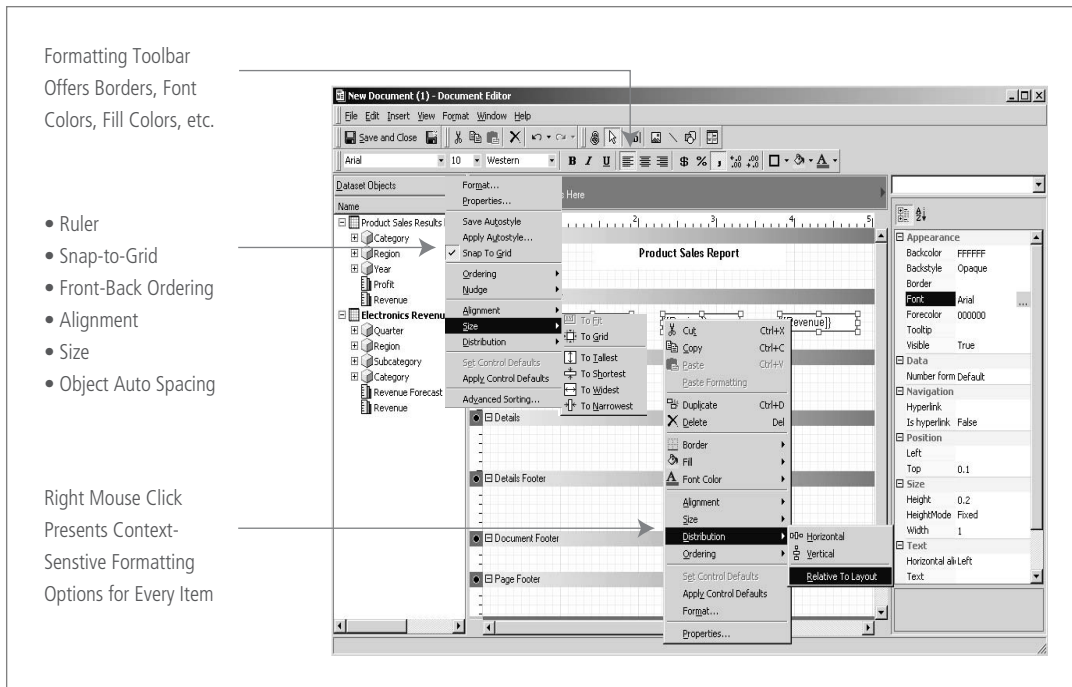 Formatting Toolbar
Offers Borders, Font
Colors, Fill Colors, etc.
• Ruler
• Snap-to-Grid
• Front-Back Ordering
• Alignment
• Size
• Object Auto Spacing
Right Mouse Click
Presents Context-
Senstive Formatting
Options for Every Item
New Document (1) - Document Editor
File Edit Insert View Format Window Help
Save and Close
Arial 10 Western B I U $ % , A
Dataset Objects
Name
Product Sales Results
Category
Region
Year
Profit
Revenue
Electronics Revenu
Quarter
Region
Subcategory
Category
Revenue Forecast
Revenue
Format...
Properties...
Save Autostyle
Apply Autostyle...
Snap To Grid
Ordering
Nudge
Alignment
Size
Distribution
Set Control Defaults
Apply Control Defaults
Advanced Sorting...
To Fit
To Grid
To Tallest
To Shortest
To Widest
To Narrowest
Here
2 3 4 5
Product Sales Report
Revenue]}
Details
Details Footer
Document Footer
Page Footer
Cut Ctrl+X
Copy Ctrl+C
Paste Ctrl+V
Paste Formatting
Duplicate Ctrl+D
Delete Del
Border
Fill
Font Color
Alignment
Size
Distribution
Ordering
Set Control Defaults
Apply Control Defaults
Format...
Properties...
Horizontal
Vertical
Relative To Layout
Appearance
Backcolor FFFFFF
Backstyle Opaque
Border
Font Arial ...
Forecolor 000000
Tooltip
Visible True
Data
Number form Default
Navigation
Hyperlink
Is hyperlink False
Position
Left
Top 0.1
Size
Height 0.2
HeightMode Fixed
Width 1
Text
Horizontal ali Left
Text